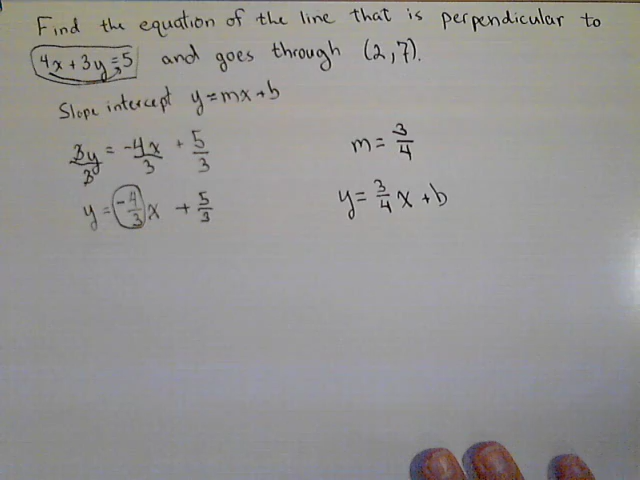 Find the equation of the line that is perpendicular to
4x+3y=5 and goes through (2,7).
Slope intercept y=mx+b
3y/3 = -4x/3 + 5/3
m = 3/4
y = -4/3 x + 5/3
y = 3/4 x + b